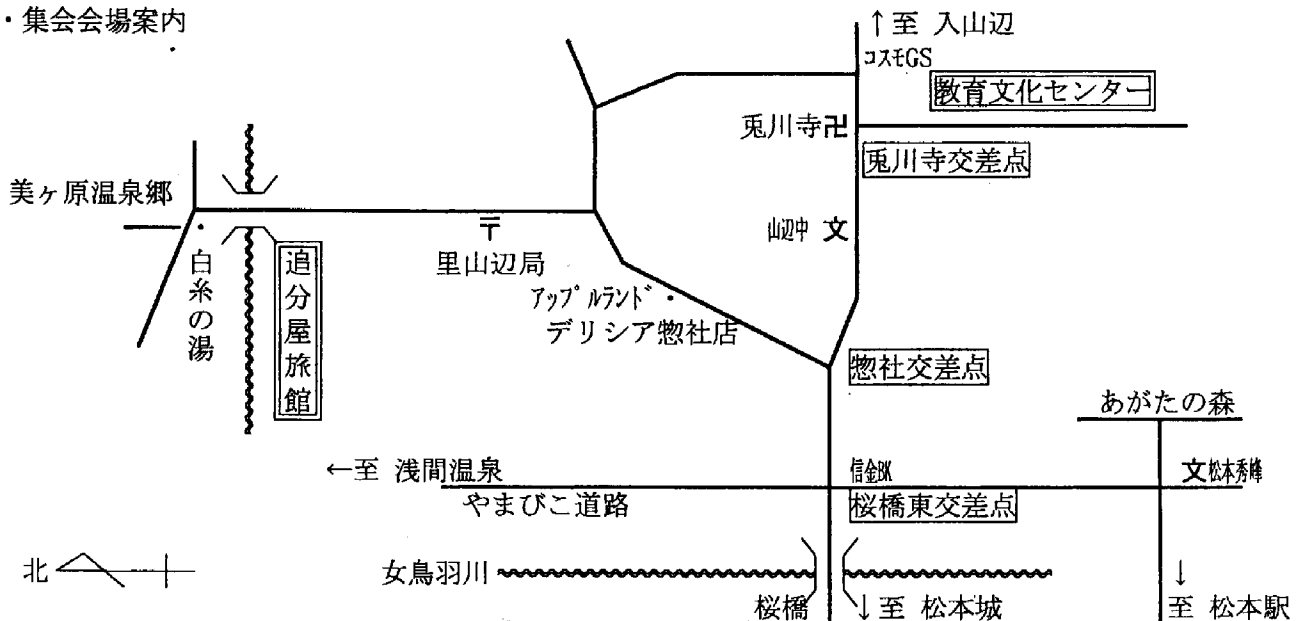 ・集会会場案内
↑至 入山辺
コスモGS
教育文化センター
兎川寺卍
兎川寺交差点
美ヶ原温泉郷
山辺中 文
〒
里山辺局
白糸の湯
追分屋旅館
アップルランド・
デリシア惣社店
惣社交差点
あがたの森
←至 浅間温泉
信金BK
文松本秀峰
やまびこ道路
桜橋東交差点
北
女鳥羽川
桜橋
↓至 松本城
↓
至 松本駅